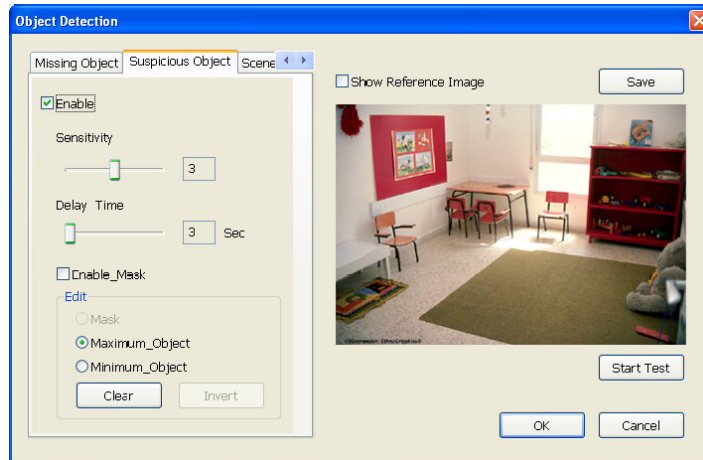 Object Detection
Missing Object
Suspicious Object
Scene
Enable
Sensitivity
3
Delay Time
3 Sec
Enable_Mask
Edit
Mask
Maximum_Object
Minimum_Object
Clear
Invert
Show Reference Image
Save
Start Test
OK
Cancel